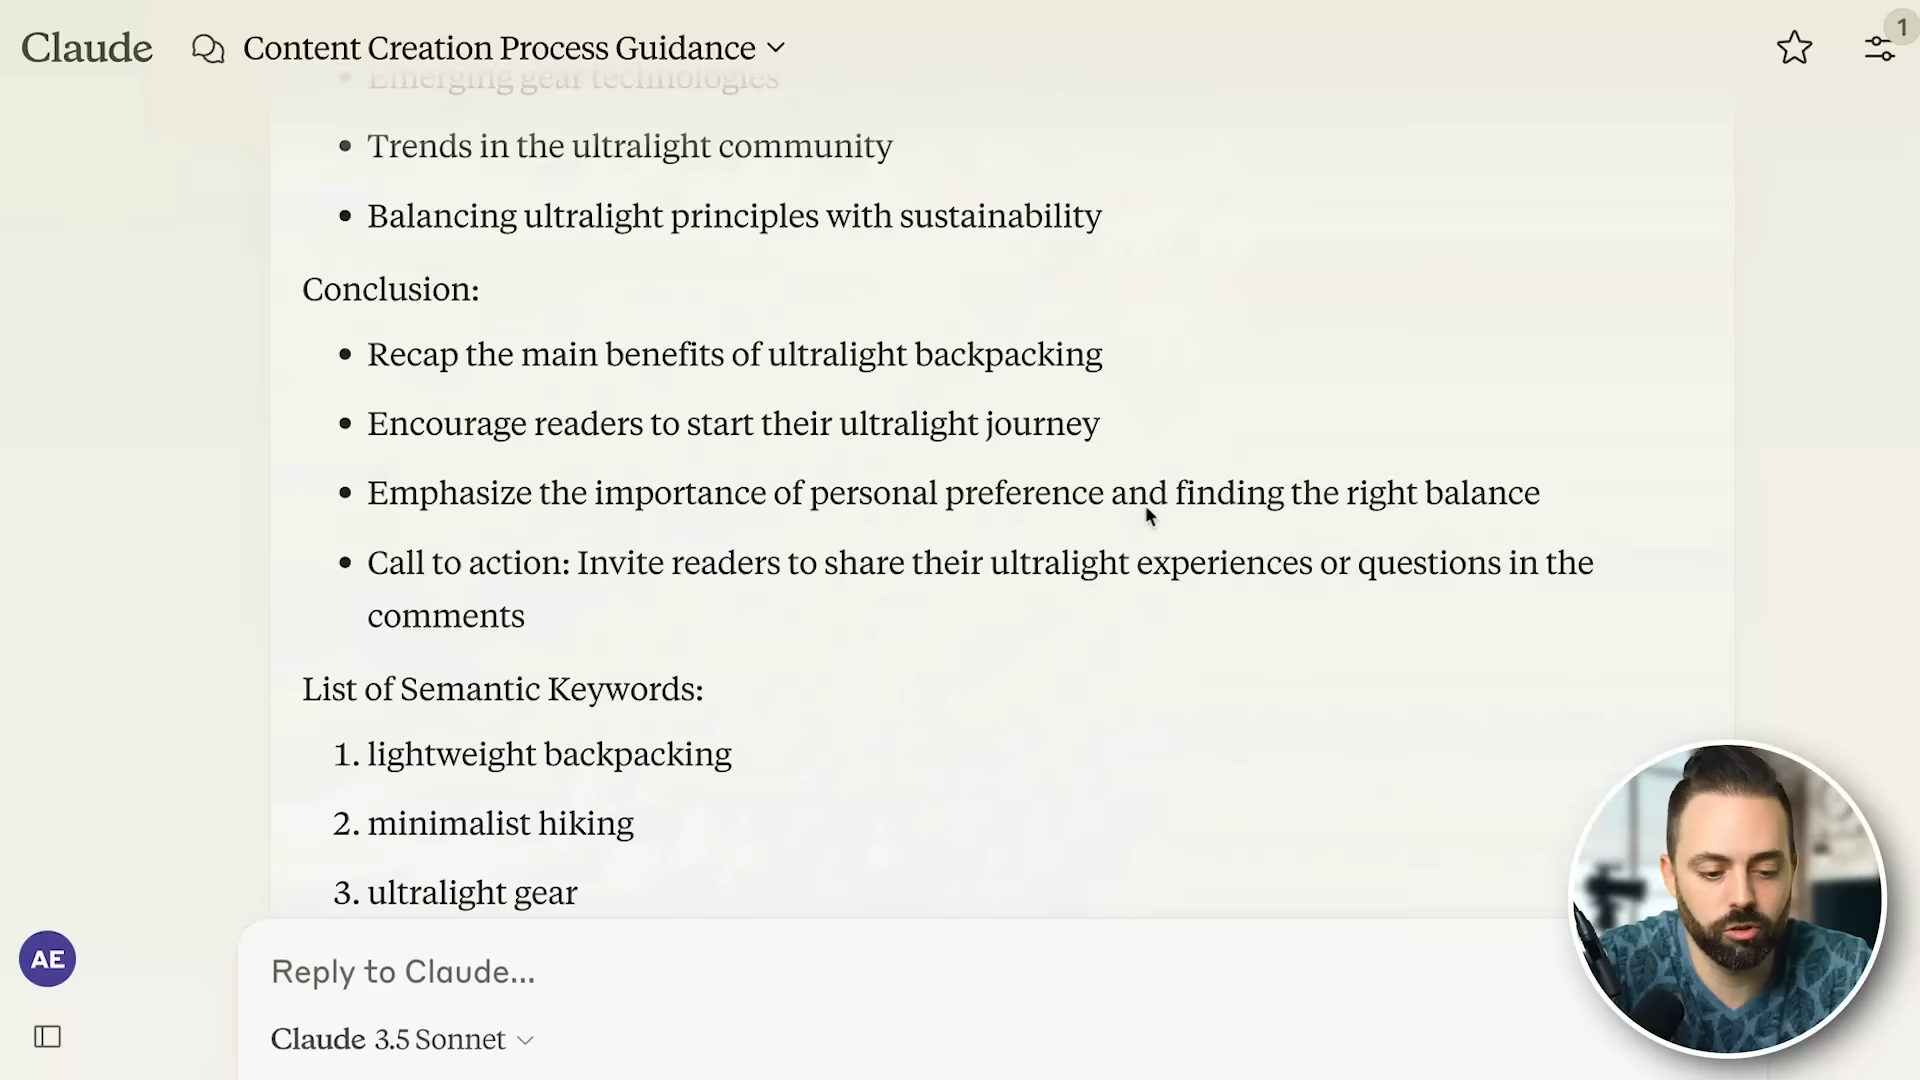 Claude
Content Creation Process Guidance
1
Emerging gear technologies
Trends in the ultralight community
Balancing ultralight principles with sustainability
Conclusion:
Recap the main benefits of ultralight backpacking
Encourage readers to start their ultralight journey
Emphasize the importance of personal preference and finding the right balance
Call to action: Invite readers to share their ultralight experiences or questions in the
comments
List of Semantic Keywords:
1. lightweight backpacking
2. minimalist hiking
3. ultralight gear
AE
Reply to Claude...
Claude 3.5 Sonnet